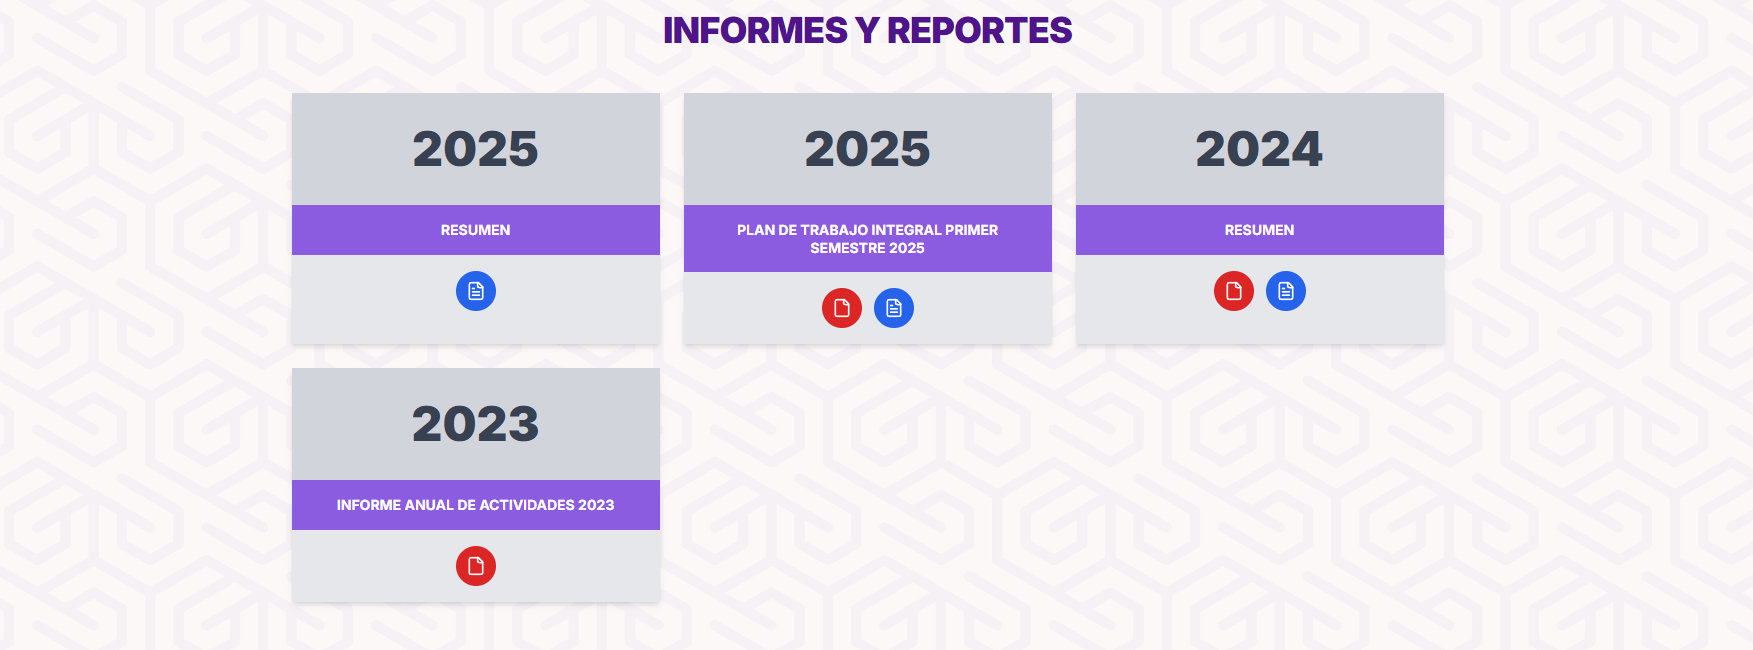 INFORMES Y REPORTES
2025
RESUMEN
2025
PLAN DE TRABAJO INTEGRAL PRIMER
SEMESTRE 2025
2024
RESUMEN
2023
INFORME ANUAL DE ACTIVIDADES 2023